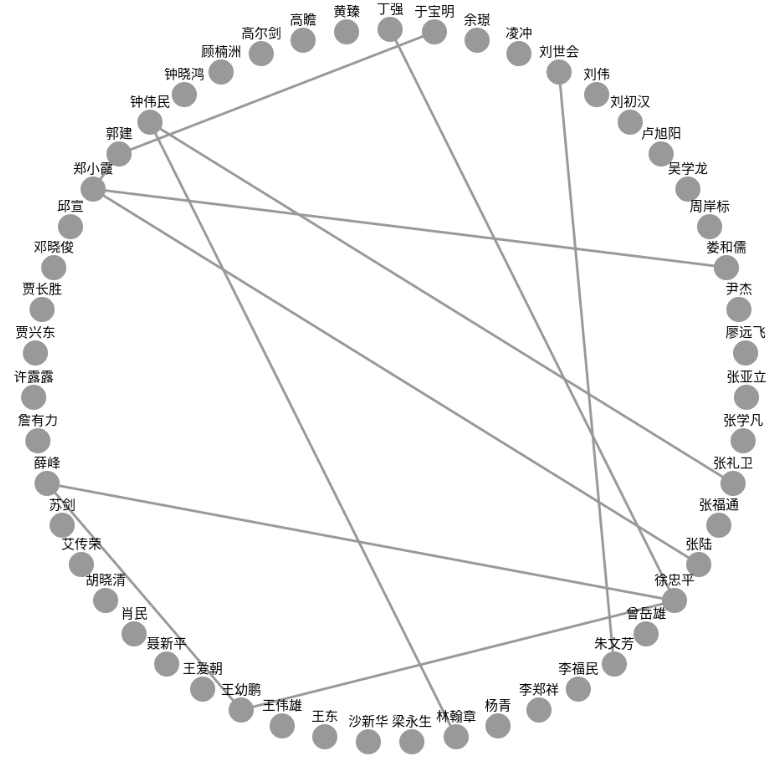 丁强
于宝明
余璟
凌冲
刘世会
刘伟
刘初汉
卢旭阳
吴学龙
周岸标
娄和儒
尹杰
廖远飞
张亚立
张学凡
张礼卫
张福通
张陆
徐忠平
曾岳雄
朱文芳
李福民
李郑祥
杨青
林翰章
梁永生
沙新华
王东
王伟雄
王幼鹏
王爱朝
聂新平
肖民
胡晓清
艾传荣
苏剑
薛峰
詹有力
许露露
贾兴东
贾长胜
邓晓俊
邱宣
郑小霞
郭建
钟伟民
钟晓鸿
顾楠洲
高尔剑
高瞻
黄臻